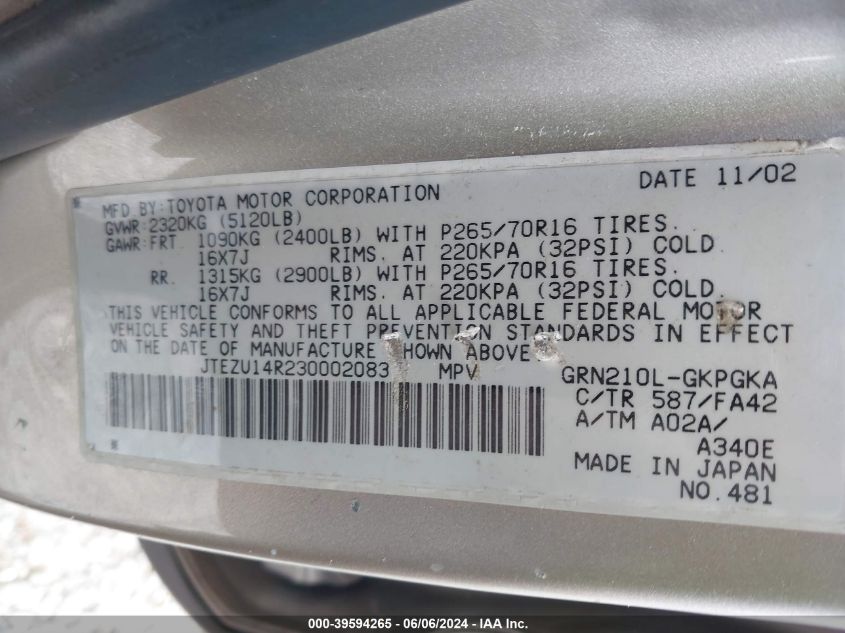 DATE 11/02
MFD BY:TOYOTA MOTOR CORPORATION
GVWR:2320KG (5120LB)
GAWR:FRT. 1090KG (2400LB) WITH P265/70R16 TIRES.
16X7J RIMS. AT 220KPA (32PSI) COLD.
RR. 1315KG (2900LB) WITH P265/70R16 TIRES.
16X7J RIMS. AT 220KPA (32PSI) COLD.
THIS VEHICLE CONFORMS TO ALL APPLICABLE FEDERAL MOTOR
VEHICLE SAFETY AND THEFT PREVENTION STANDARDS IN EFFECT
ON THE DATE OF MANUFACTURE SHOWN ABOVE.
JTEZU14R230002083 MPV GRN210L-GKPGKA
C/TR 587/FA42
A/TM A02A/
A340E
MADE IN JAPAN
NO.481
000-39594265 - 06/06/2024 - IAA Inc.